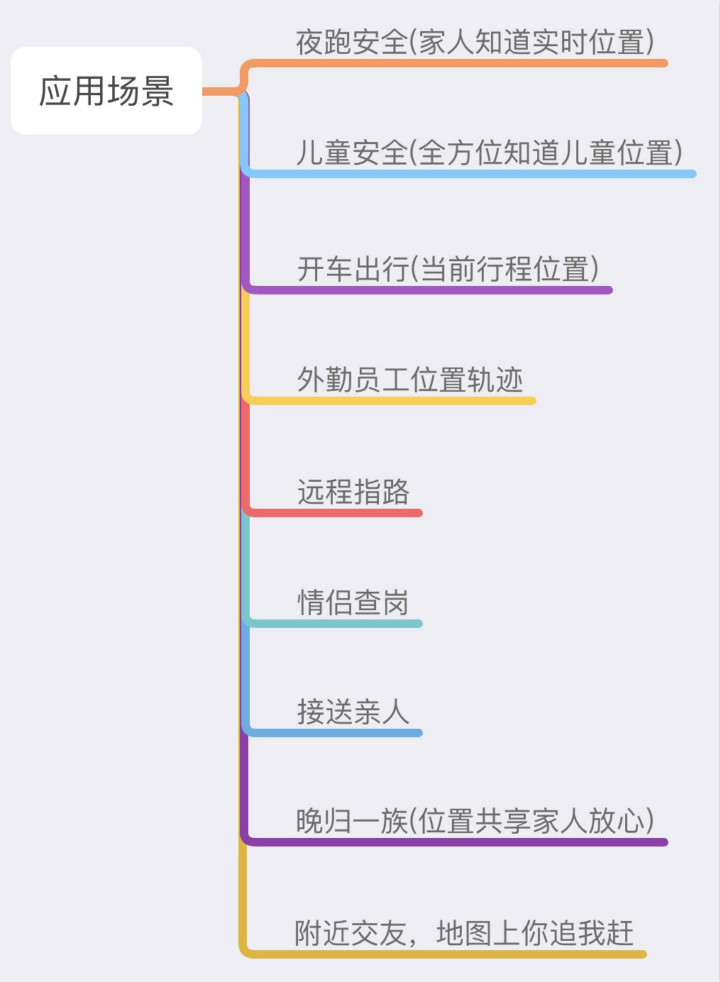 应用场景
夜跑安全(家人知道实时位置)
儿童安全(全方位知道儿童位置)
开车出行(当前行程位置)
外勤员工位置轨迹
远程指路
情侣查岗
接送亲人
晚归一族(位置共享家人放心)
附近交友，地图上你追我赶